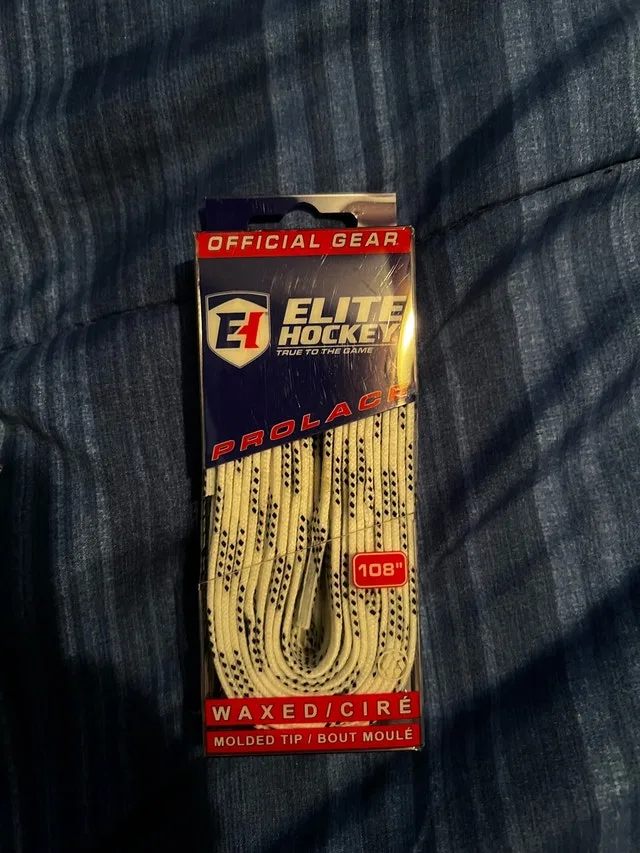 OFFICIAL GEAR
EH
ELITE
HOCKEY
TRUE TO THE GAME
PROLACE
108"
WAXED/CIRÉ
MOLDED TIP / BOUT MOULÉ